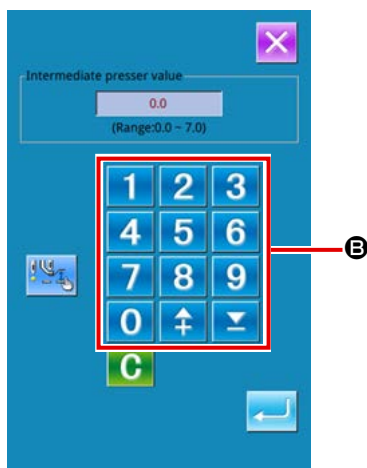 Intermediate presser value
0.0
(Range:0.0 ~ 7.0)
1 2 3
4 5 6
7 8 9
0
C
B